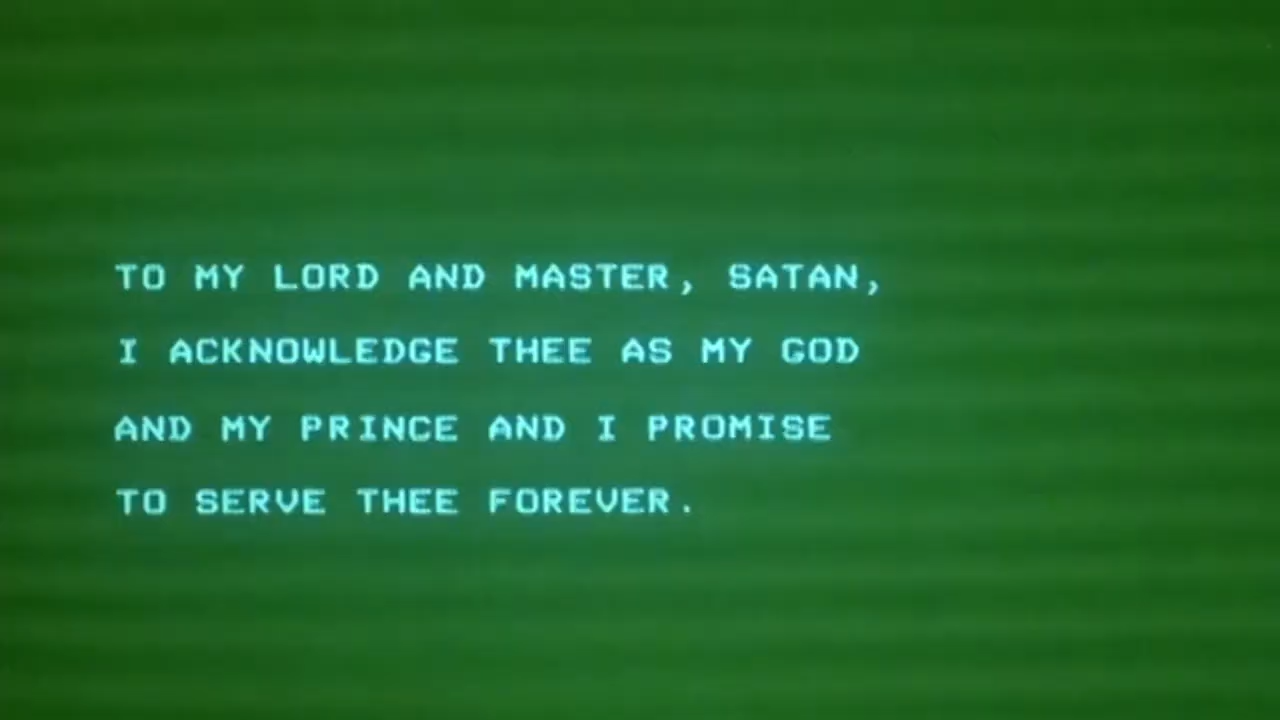 TO MY LORD AND MASTER, SATAN,
I ACKNOWLEDGE THEE AS MY GOD
AND MY PRINCE AND I PROMISE
TO SERVE THEE FOREVER.